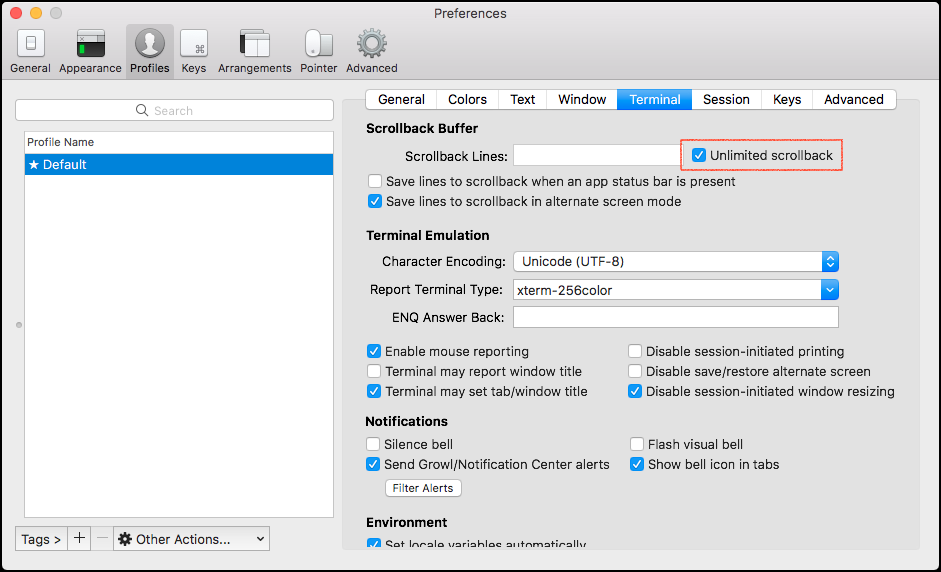 Preferences
General Appearance Profiles Keys Arrangements Pointer Advanced
Search
Profile Name
★ Default
Tags > + − Other Actions...
General Colors Text Window Terminal Session Keys Advanced
Scrollback Buffer
Scrollback Lines: Unlimited scrollback
Save lines to scrollback when an app status bar is present
Save lines to scrollback in alternate screen mode
Terminal Emulation
Character Encoding: Unicode (UTF-8)
Report Terminal Type: xterm-256color
ENQ Answer Back:
Enable mouse reporting Disable session-initiated printing
Terminal may report window title Disable save/restore alternate screen
Terminal may set tab/window title Disable session-initiated window resizing
Notifications
Silence bell Flash visual bell
Send Growl/Notification Center alerts Show bell icon in tabs
Filter Alerts
Environment
Set locale variables automatically